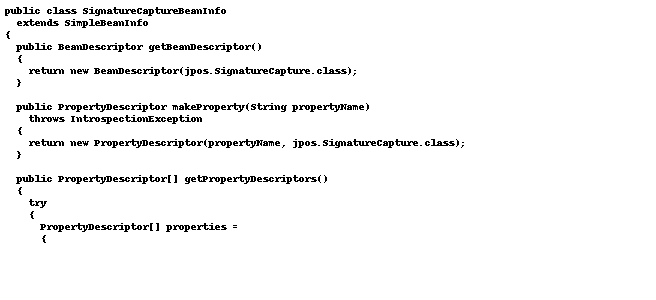 public class SignatureCaptureBeanInfo
  extends SimpleBeanInfo
{
  public BeanDescriptor getBeanDescriptor()
  {
    return new BeanDescriptor(jpos.SignatureCapture.class);
  }

  public PropertyDescriptor makeProperty(String propertyName)
    throws IntrospectionException
  {
    return new PropertyDescriptor(propertyName, jpos.SignatureCapture.class);
  }

  public PropertyDescriptor[] getPropertyDescriptors()
  {
    try
    {
      PropertyDescriptor[] properties =
      {